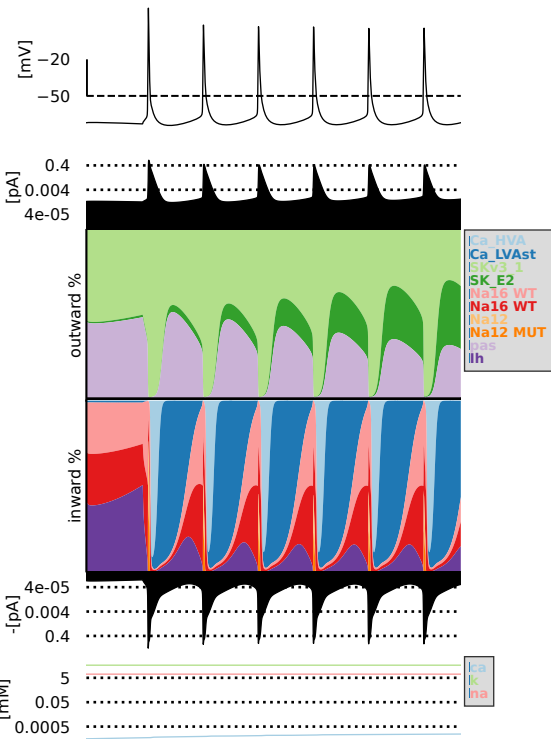 [mV]
−20
−50
[pA]
0.4
0.004
4e-05
outward %
Ca_HVA
Ca_LVAst
SKv3_1
SK_E2
Na16 WT
Na16 WT
Na12
Na12 MUT
pas
Ih
inward %
-[pA]
4e-05
0.004
0.4
[mM]
5
0.05
0.0005
ca
k
na